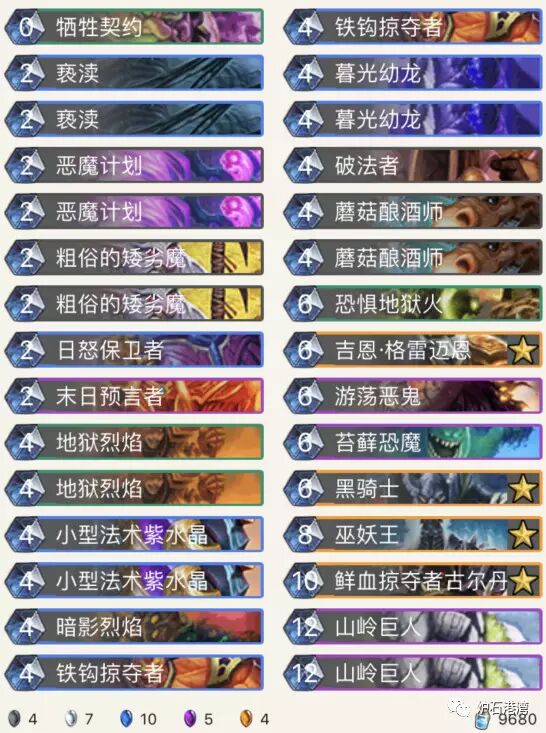 0 牺牲契约
2 亵渎
2 亵渎
2 恶魔计划
2 恶魔计划
2 粗俗的矮劣魔
2 粗俗的矮劣魔
2 日怒保卫者
2 末日预言者
4 地狱烈焰
4 地狱烈焰
4 小型法术紫水晶
4 小型法术紫水晶
4 暗影烈焰
4 铁钩掠夺者
4 铁钩掠夺者
4 暮光幼龙
4 暮光幼龙
4 破法者
4 蘑菇酿酒师
4 蘑菇酿酒师
6 恐惧地狱火
6 吉恩·格雷迈恩
6 游荡恶鬼
6 苔藓恐魔
6 黑骑士
8 巫妖王
10 鲜血掠夺者古尔丹
12 山岭巨人
12 山岭巨人
4 7 10 5 4
炉石港湾
9680